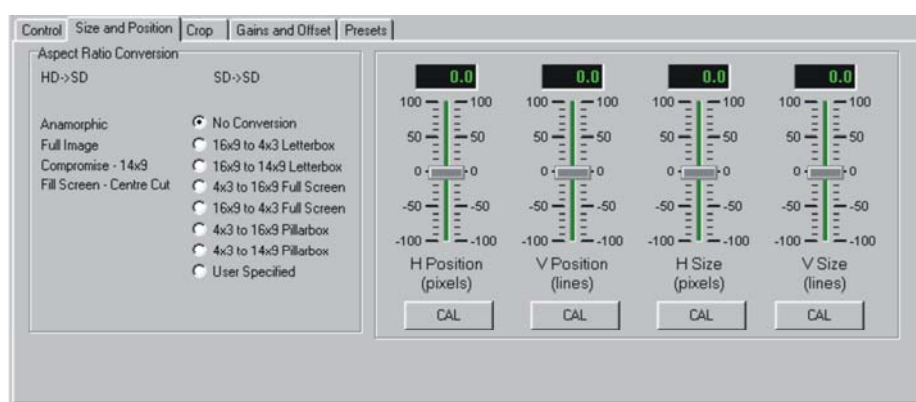 Control Size and Position Crop Gains and Offset Presets
Aspect Ratio Conversion
HD->SD SD->SD
Anamorphic No Conversion
Full Image 16x9 to 4x3 Letterbox
Compromise - 14x9 16x9 to 14x9 Letterbox
Fill Screen - Centre Cut 4x3 to 16x9 Full Screen
16x9 to 4x3 Full Screen
4x3 to 16x9 Pillarbox
4x3 to 14x9 Pillarbox
User Specified
0.0 0.0 0.0 0.0
100 100 100 100 100 100 100 100
50 50 50 50 50 50 50 50
0 0 0 0 0 0 0 0
-50 -50 -50 -50 -50 -50 -50 -50
-100 -100 -100 -100 -100 -100 -100 -100
H Position V Position H Size V Size
(pixels) (lines) (pixels) (lines)
CAL CAL CAL CAL